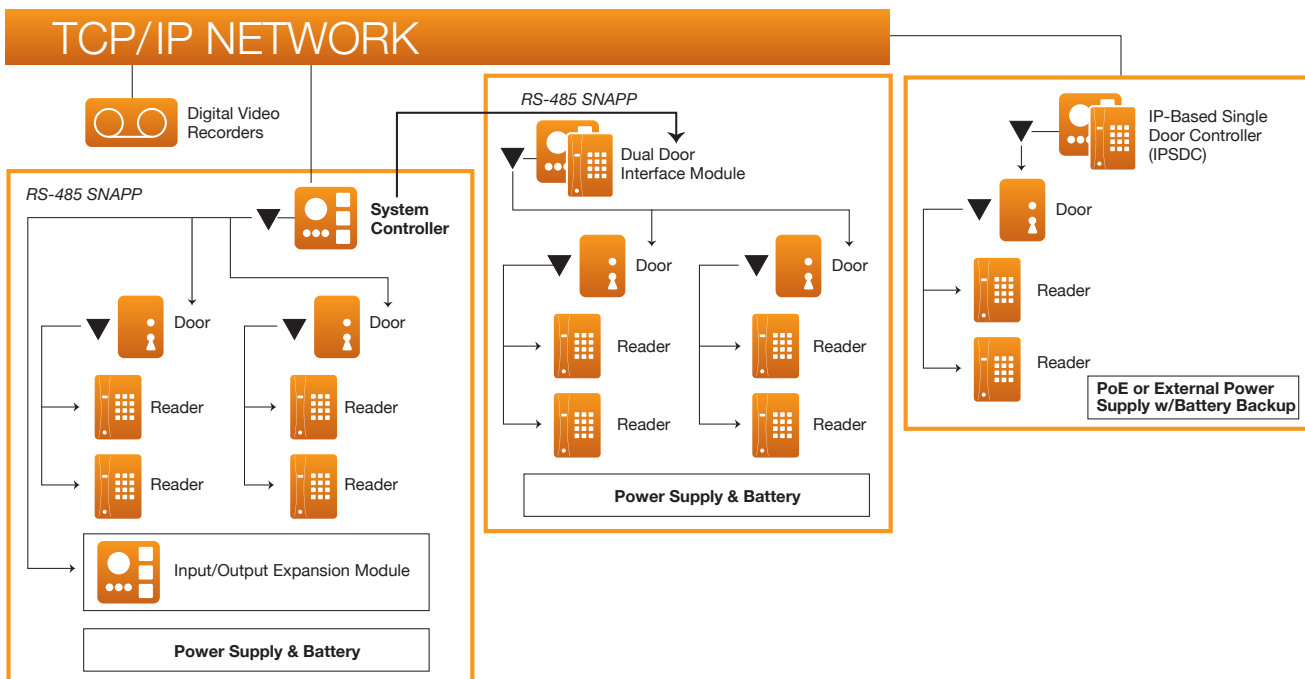 TCP/IP NETWORK
Digital Video
Recorders
RS-485 SNAPP
System
Controller
Door
Door
Reader
Reader
Reader
Reader
Input/Output Expansion Module
Power Supply & Battery
RS-485 SNAPP
Dual Door
Interface Module
Door
Door
Reader
Reader
Reader
Reader
Power Supply & Battery
IP-Based Single
Door Controller
(IPSDC)
Door
Reader
Reader
PoE or External Power
Supply w/Battery Backup